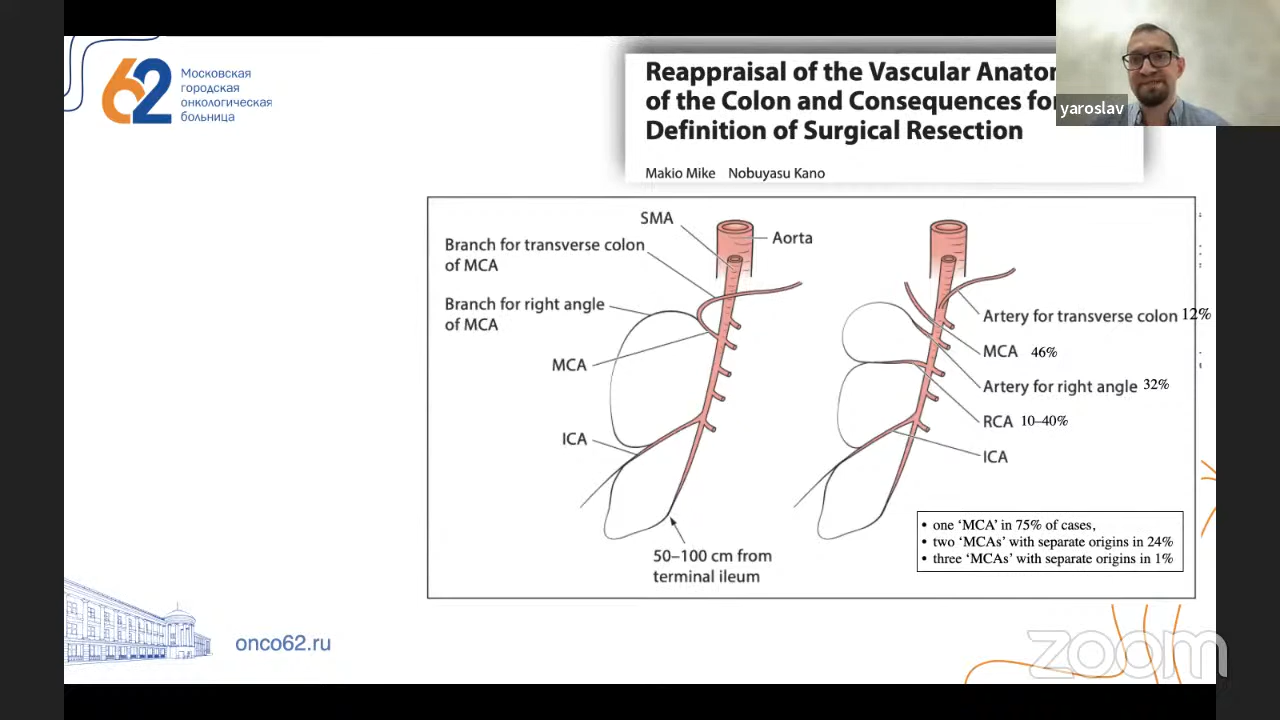 Московская
городская
онкологическая
больница
Reappraisal of the Vascular
of the Colon and Consequences
Definition of Surgical Resection
Makio Mike Nobuyasu Kano
yaroslav
SMA
Aorta
Branch for transverse colon
of MCA
Branch for right angle
of MCA
MCA
ICA
50–100 cm from
terminal ileum
Artery for transverse colon 12%
MCA 46%
Artery for right angle 32%
RCA 10–40%
ICA
• one ‘MCA’ in 75% of cases,
• two ‘MCAs’ with separate origins in 24%
• three ‘MCAs’ with separate origins in 1%
62
onco62.ru
zoom